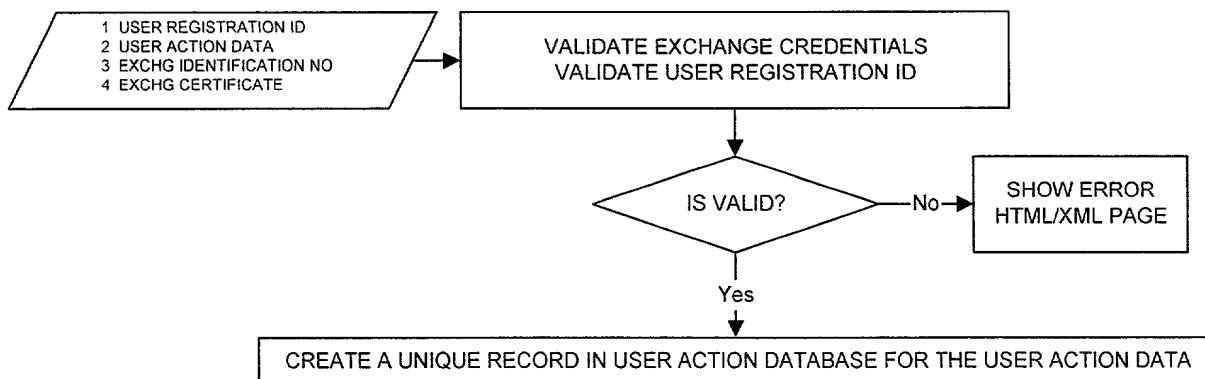 1 USER REGISTRATION ID
2 USER ACTION DATA
3 EXCHG IDENTIFICATION NO
4 EXCHG CERTIFICATE
VALIDATE EXCHANGE CREDENTIALS
VALIDATE USER REGISTRATION ID
IS VALID?
No
SHOW ERROR
HTML/XML PAGE
Yes
CREATE A UNIQUE RECORD IN USER ACTION DATABASE FOR THE USER ACTION DATA